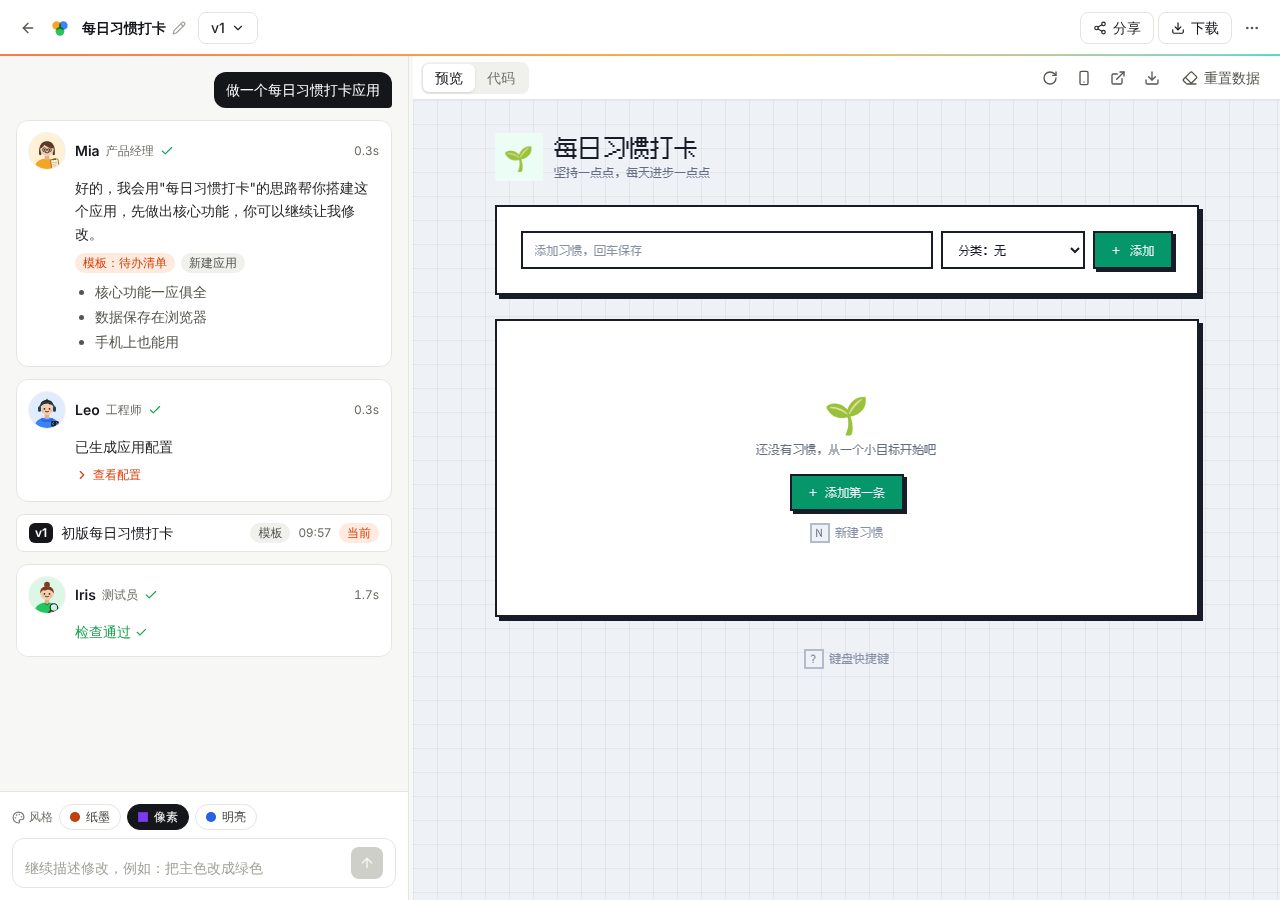 每日习惯打卡
v1
分享
下载
做一个每日习惯打卡应用
Mia 产品经理 0.3s
好的，我会用"每日习惯打卡"的思路帮你搭建这
个应用，先做出核心功能，你可以继续让我修
改。
模板：待办清单 新建应用
核心功能一应俱全
数据保存在浏览器
手机上也能用
Leo 工程师 0.3s
已生成应用配置
查看配置
v1 初版每日习惯打卡 模板 09:57 当前
Iris 测试员 1.7s
检查通过
风格 纸墨 像素 明亮
继续描述修改，例如：把主色改成绿色
预览 代码
重置数据
每日习惯打卡
坚持一点点，每天进步一点点
添加习惯，回车保存 分类：无 + 添加
还没有习惯，从一个小目标开始吧
+ 添加第一条
N 新建习惯
? 键盘快捷键